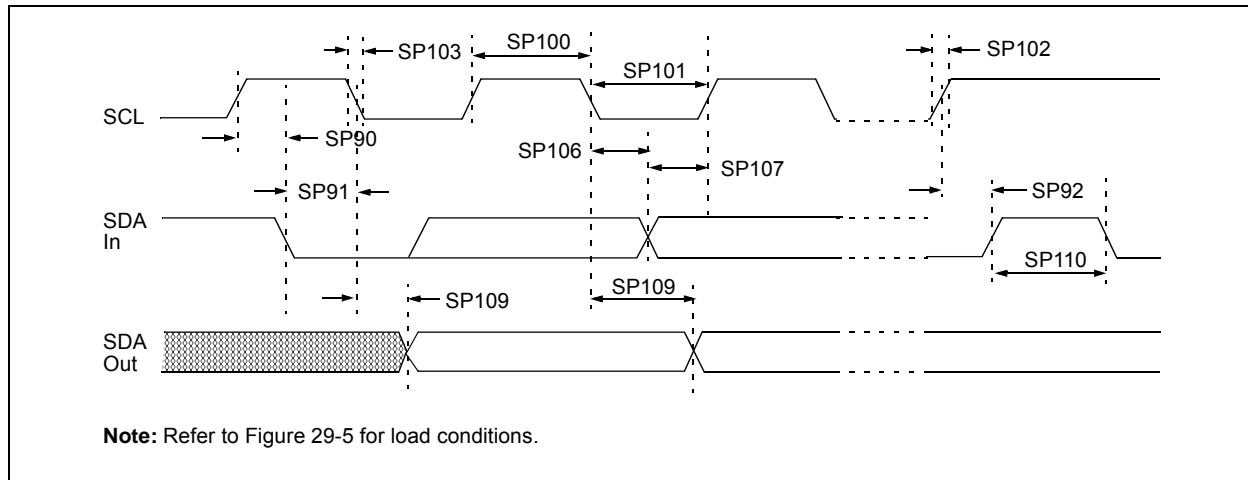 SP103
SP100
SP101
SP102
SCL
SP90
SP106
SP107
SP91
SP92
SDA
In
SP110
SP109
SP109
SDA
Out
Note: Refer to Figure 29-5 for load conditions.